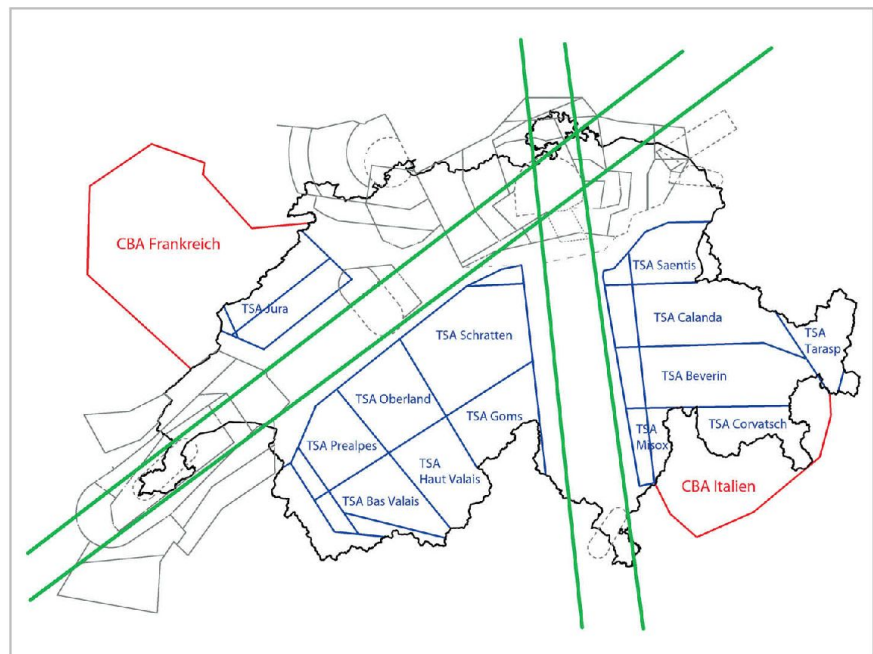 CBA Frankreich
TSA Jura
TSA Saentis
TSA Calanda
TSA
Tarasp
TSA Schratten
TSA Beverin
TSA Oberland
TSA Goms
TSA
Misox
TSA Corvatsch
TSA Prealpes
TSA
Haut Valais
TSA Bas Valais
CBA Italien